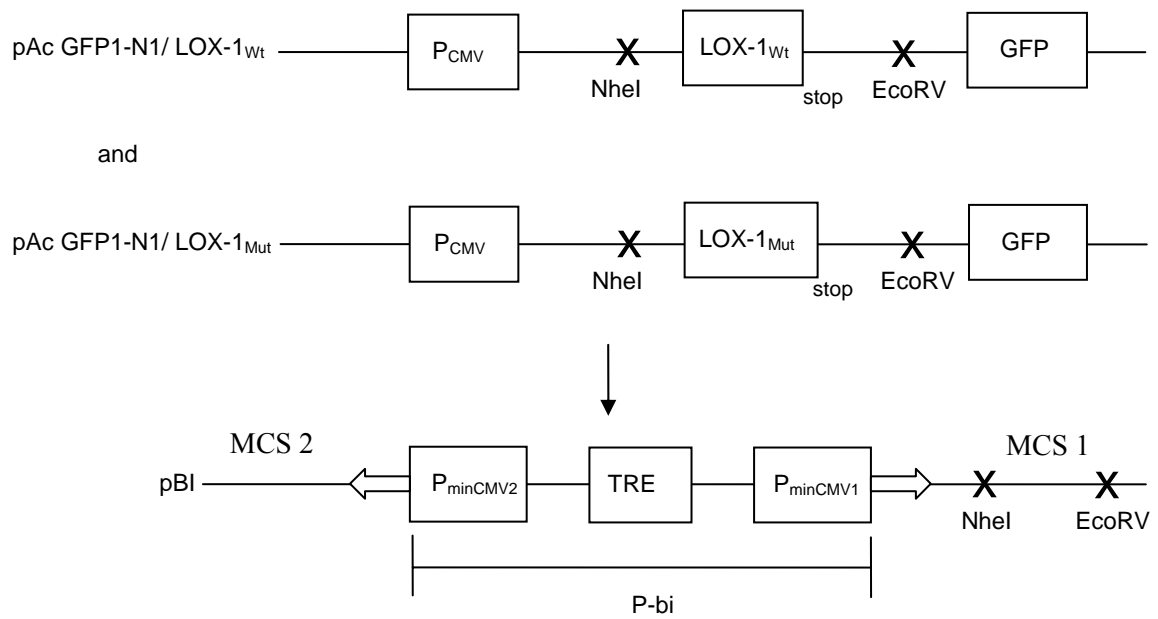 pAc GFP1-N1/ LOX-1Wt PCMV LOX-1Wt GFP
NheI stop EcoRV
and
pAc GFP1-N1/ LOX-1Mut PCMV LOX-1Mut GFP
NheI stop EcoRV
MCS 2 MCS 1
pBI PminCMV2 TRE PminCMV1
NheI EcoRV
P-bi